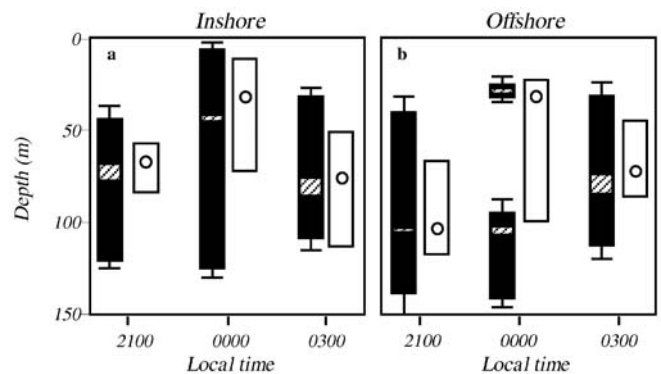 Inshore
Offshore
a
b
0
50
100
150
Depth (m)
2100
0000
0300
2100
0000
0300
Local time
Local time